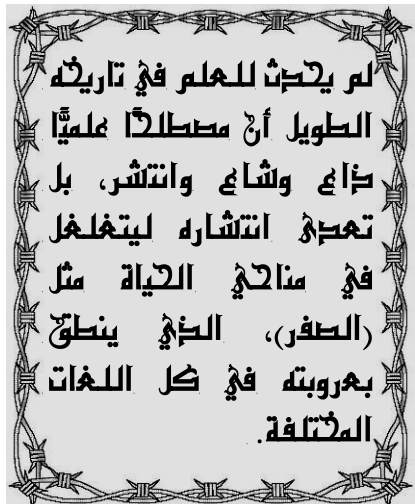 لم يحدث للعلم في تاريخه
الطويل أن مصطلحًا علميًّا
ذاع وشاع وانتشر، بل
تعدى انتشاره ليتغلغل
في مناحي الحياة مثل
(الصفر)، الذي ينطق
بعروبته في كل اللغات
المختلفة.